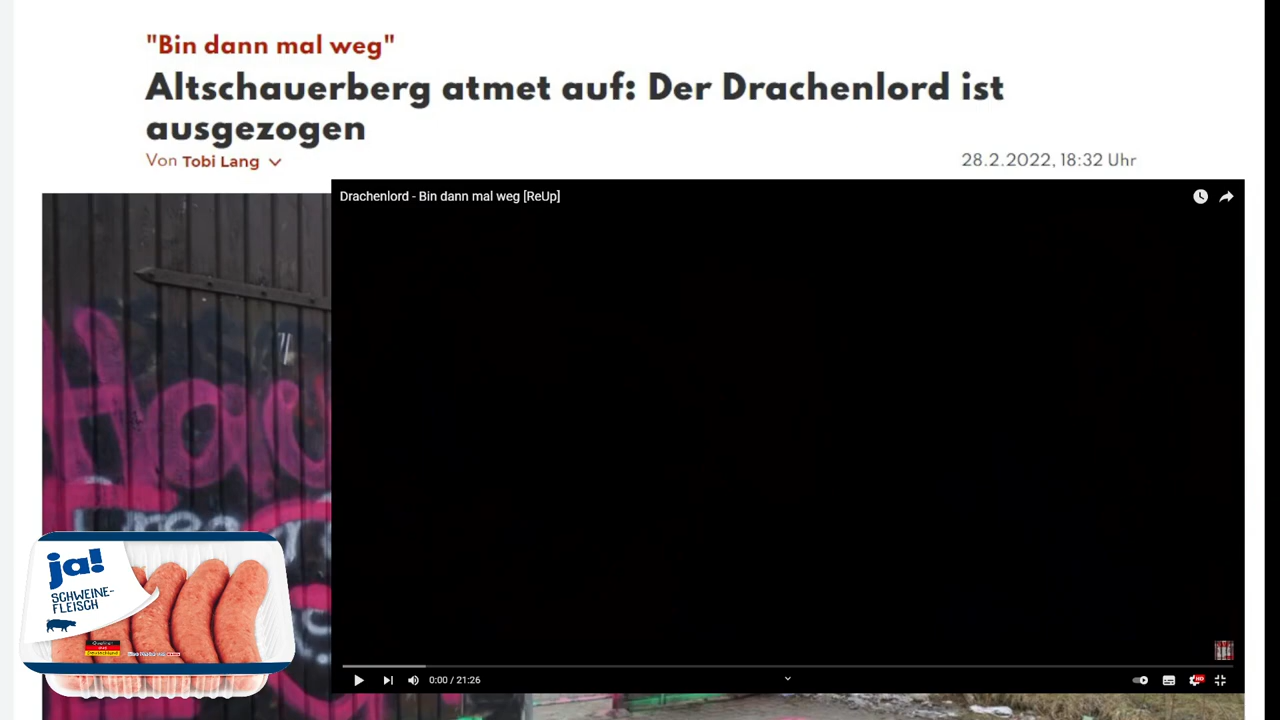 "Bin dann mal weg"
Altschauerberg atmet auf: Der Drachenlord ist
ausgezogen
Von Tobi Lang
28.2.2022, 18:32 Uhr
Drachenlord - Bin dann mal weg [ReUp]
ja!
SCHWEINE-
FLEISCH
0:00 / 21:26
HD